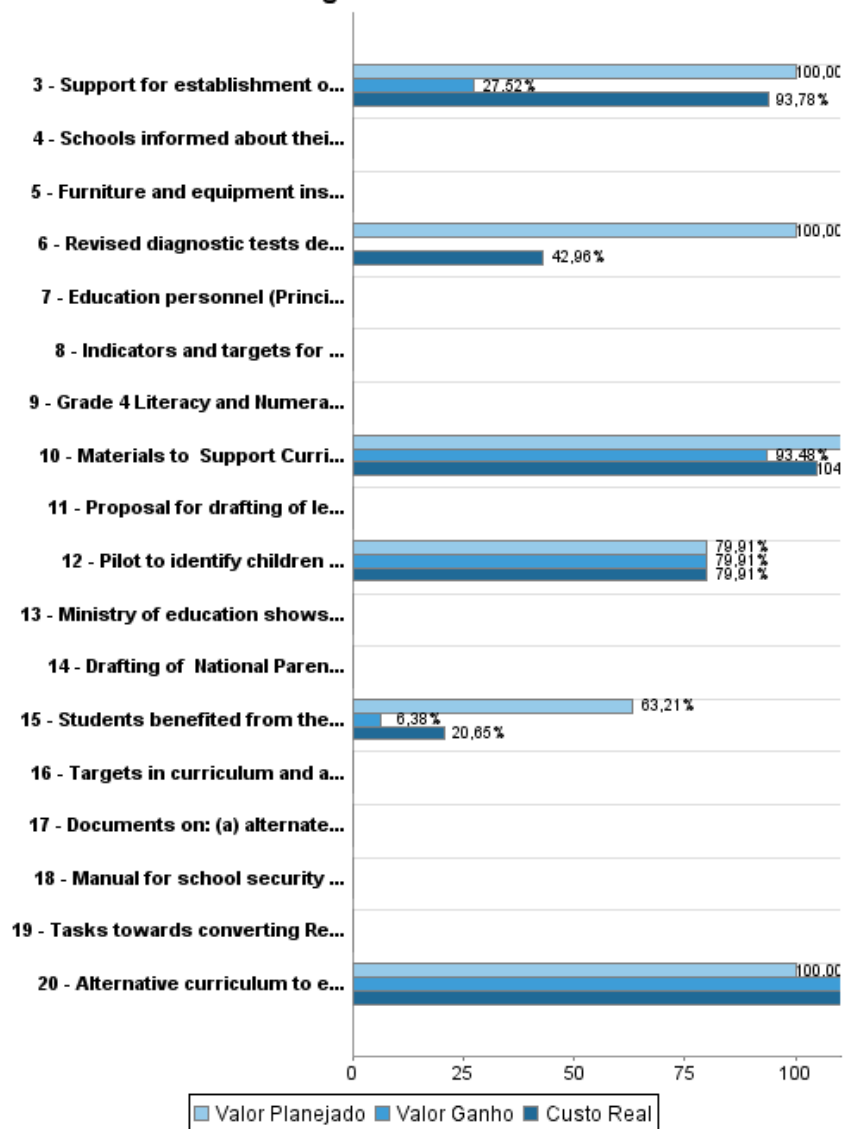 3 - Support for establishment o...
100,00
27,52%
93,78%
4 - Schools informed about thei...
5 - Furniture and equipment ins...
6 - Revised diagnostic tests de...
100,00
42,96%
7 - Education personnel (Princi...
8 - Indicators and targets for ...
9 - Grade 4 Literacy and Numera...
10 - Materials to Support Curri...
93,48%
104
11 - Proposal for drafting of le...
12 - Pilot to identify children ...
79,91%
79,91%
79,91%
13 - Ministry of education shows...
14 - Drafting of National Paren...
15 - Students benefited from the...
63,21%
6,38%
20,65%
16 - Targets in curriculum and a...
17 - Documents on: (a) alternate...
18 - Manual for school security ...
19 - Tasks towards converting Re...
20 - Alternative curriculum to e...
100,00
0 25 50 75 100
Valor Planejado Valor Ganho Custo Real